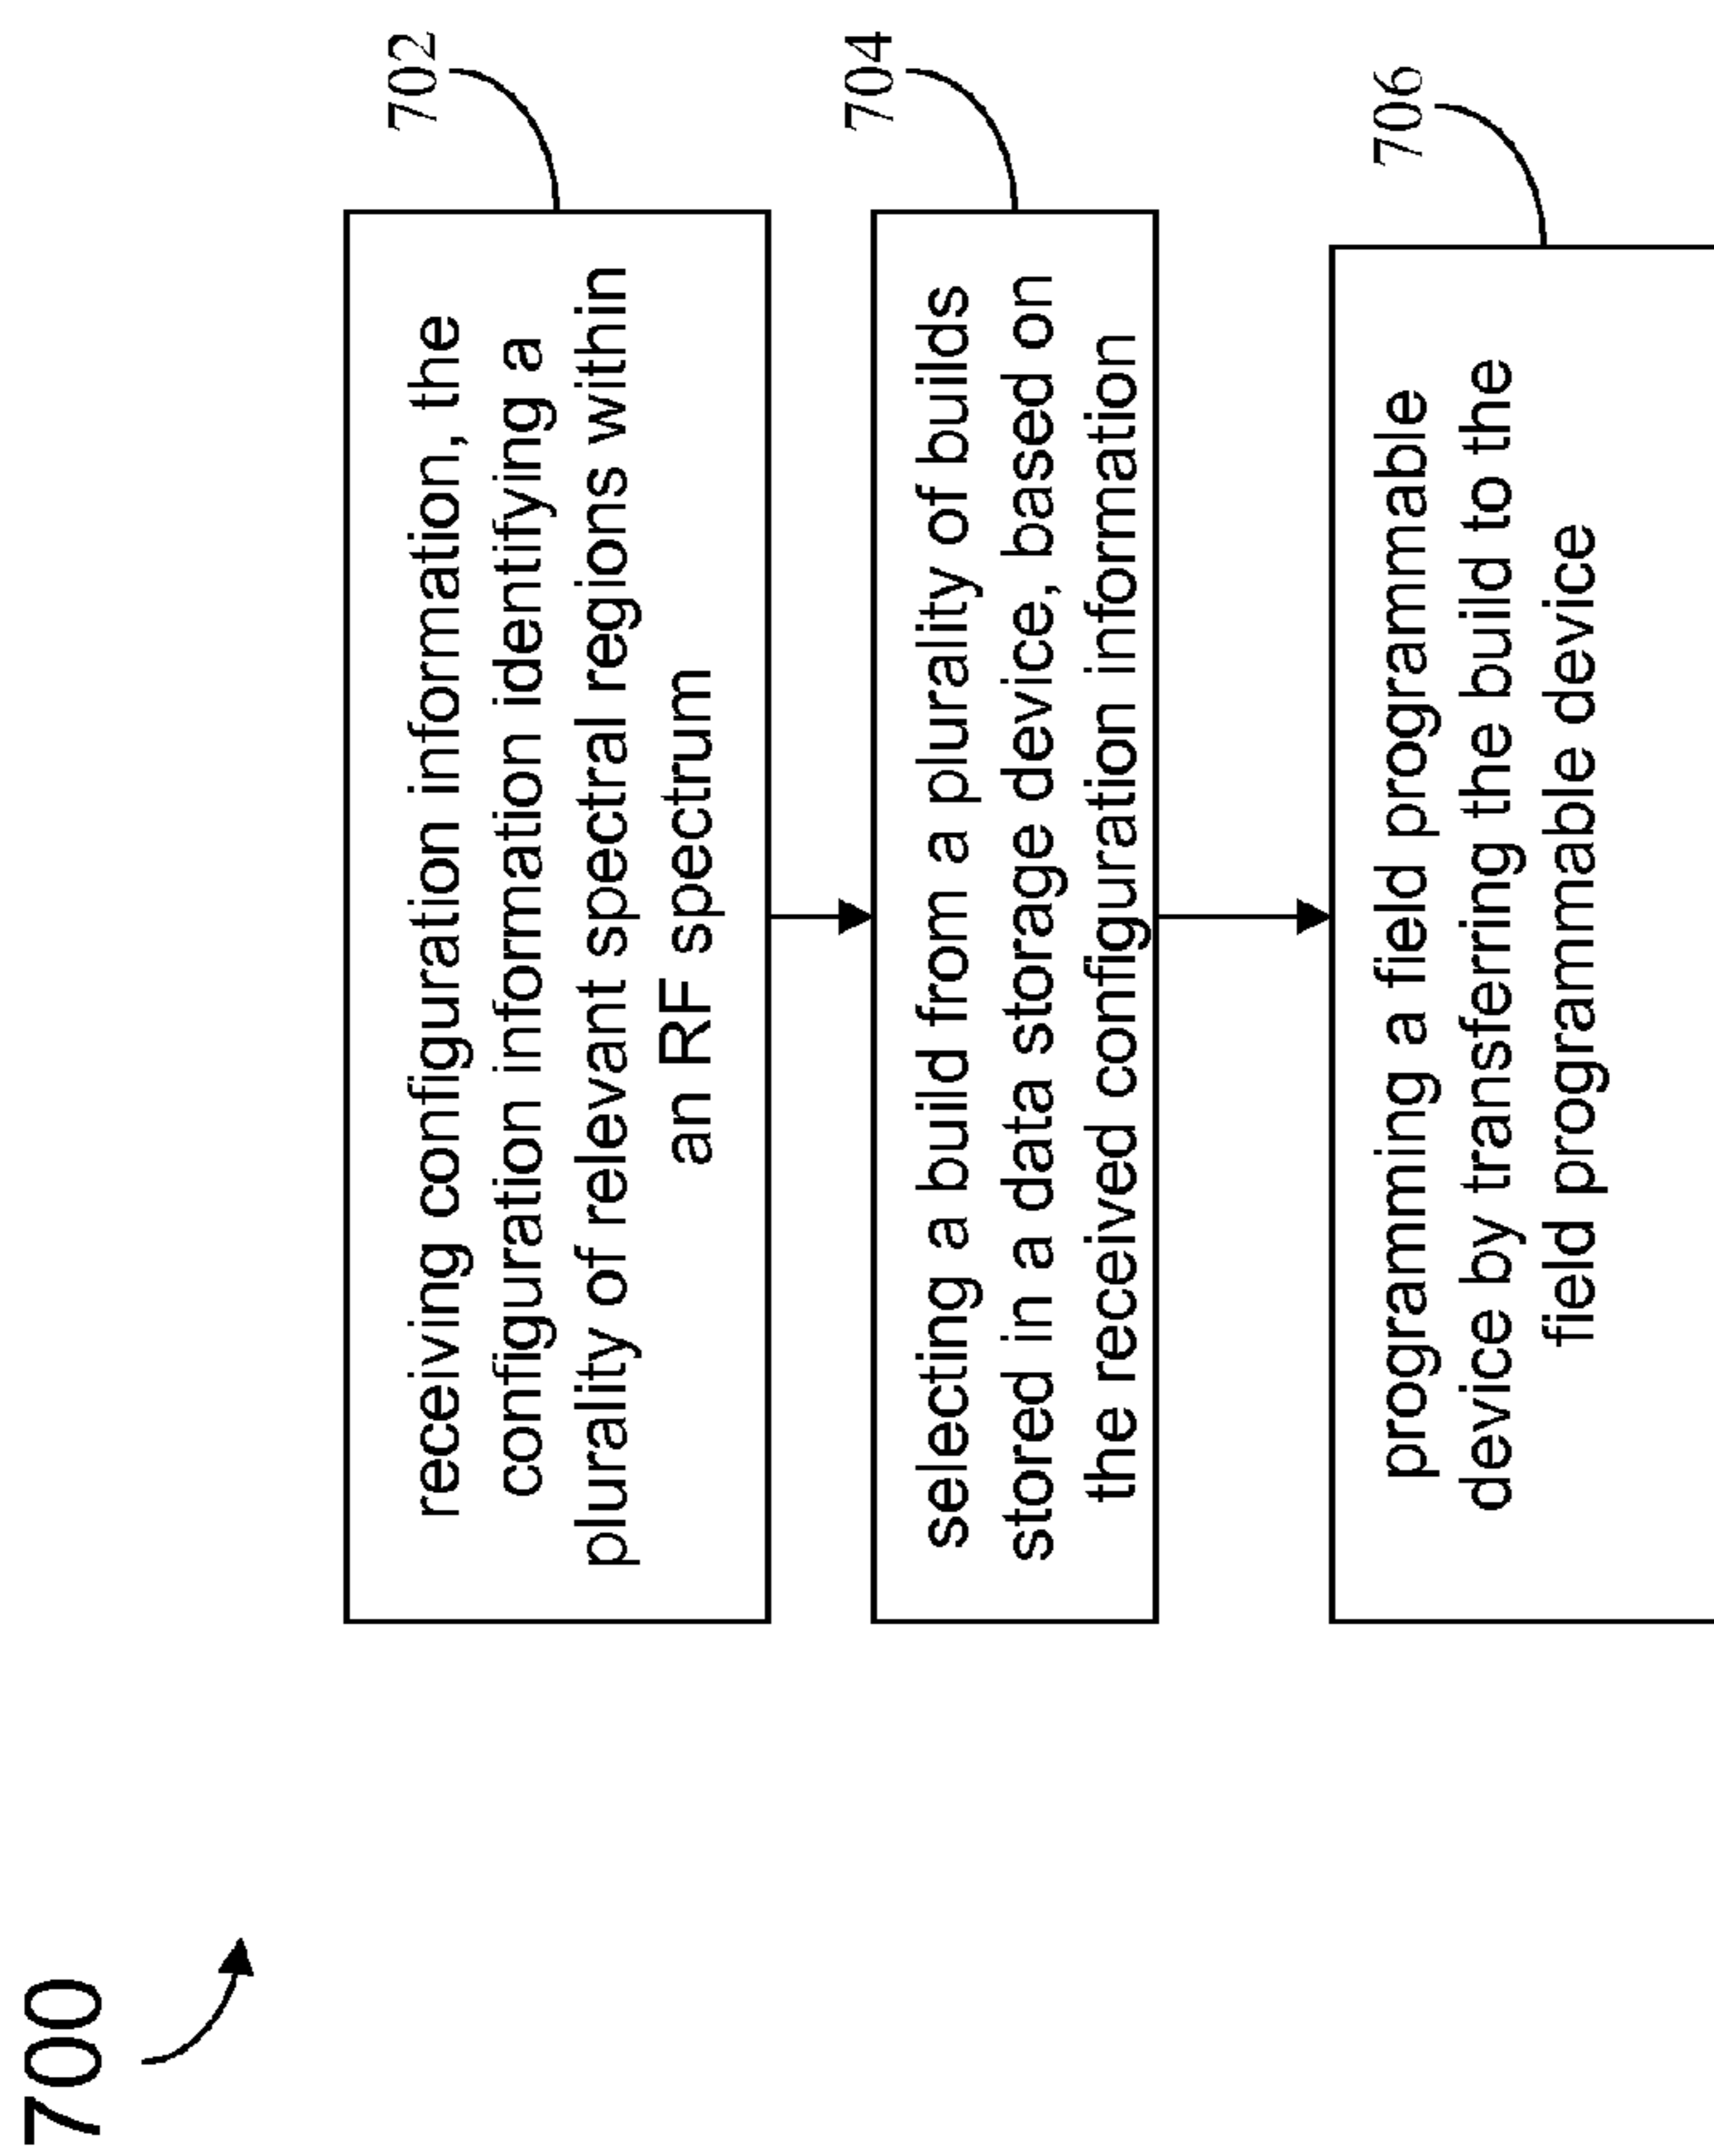 700
702
receiving configuration information, the
configuration information identifying a
plurality of relevant spectral regions within
an RF spectrum
704
selecting a build from a plurality of builds
stored in a data storage device, based on
the received configuration information
706
programming a field programmable
device by transferring the build to the
field programmable device